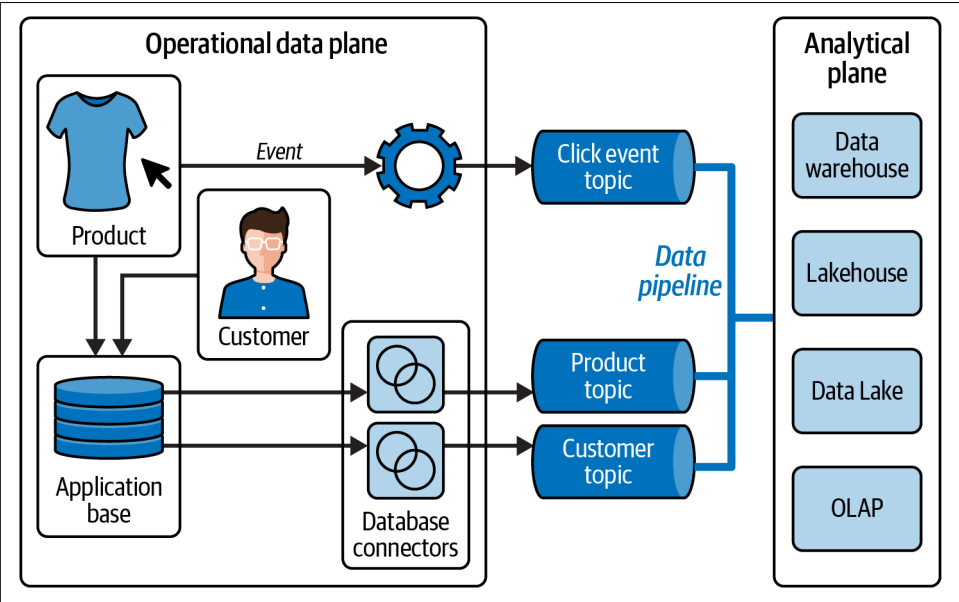 Operational data plane
Product
Event
Customer
Application
base
Database
connectors
Click event
topic
Data
pipeline
Product
topic
Customer
topic
Analytical
plane
Data
warehouse
Lakehouse
Data Lake
OLAP